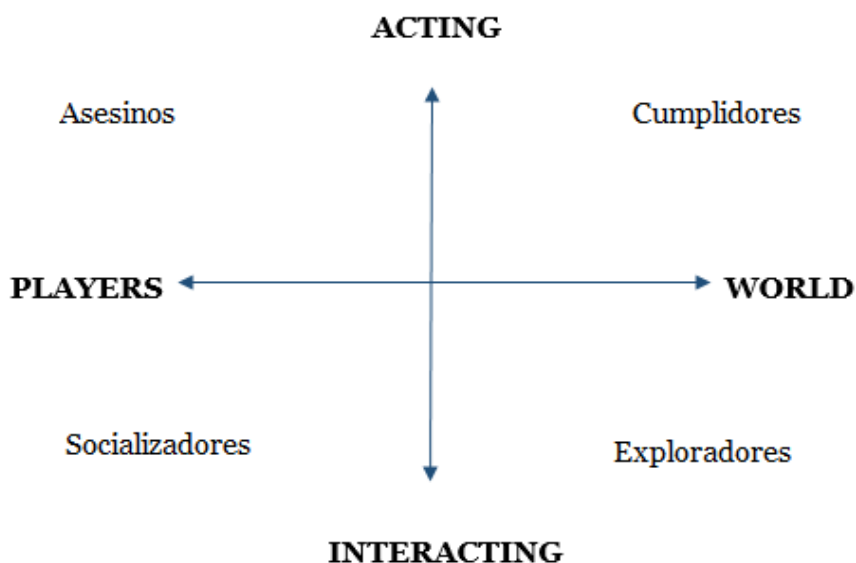 ACTING
Asesinos
Cumplidores
PLAYERS
WORLD
Socializadores
Exploradores
INTERACTING